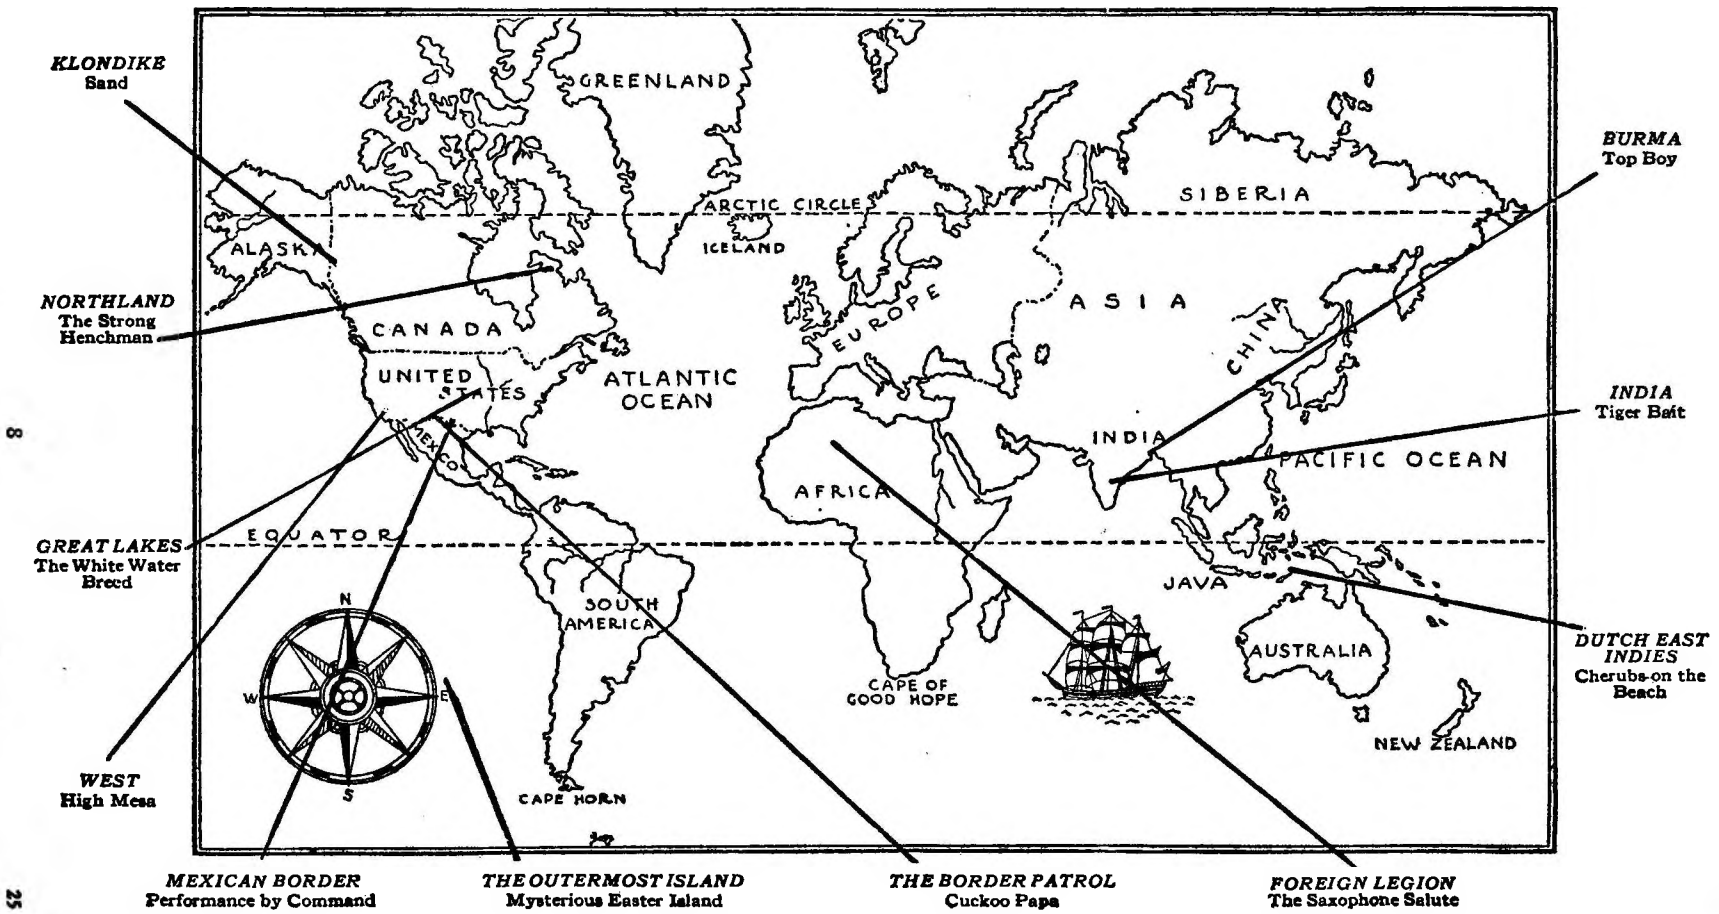 KLONDIKE
Sand
NORTHLAND
The Strong
Henchman
GREAT LAKES
The White Water
Breed
WEST
High Mesa
MEXICAN BORDER
Performance by Command
THE OUTERMOST ISLAND
Mysterious Easter Island
THE BORDER PATROL
Cuckoo Papa
FOREIGN LEGION
The Saxophone Salute
BURMA
Top Boy
INDIA
Tiger Bait
DUTCH EAST
INDIES
Cherubs on the
Beach
GREENLAND
ARCTIC CIRCLE
ICELAND
SIBERIA
ALASKA
CANADA
UNITED
STATES
MEXICO
ATLANTIC
OCEAN
EUROPE
ASIA
CHINA
INDIA
PACIFIC OCEAN
AFRICA
EQUATOR
SOUTH
AMERICA
JAVA
AUSTRALIA
CAPE OF
GOOD HOPE
NEW ZEALAND
CAPE HORN
N
W
E
S
8
25